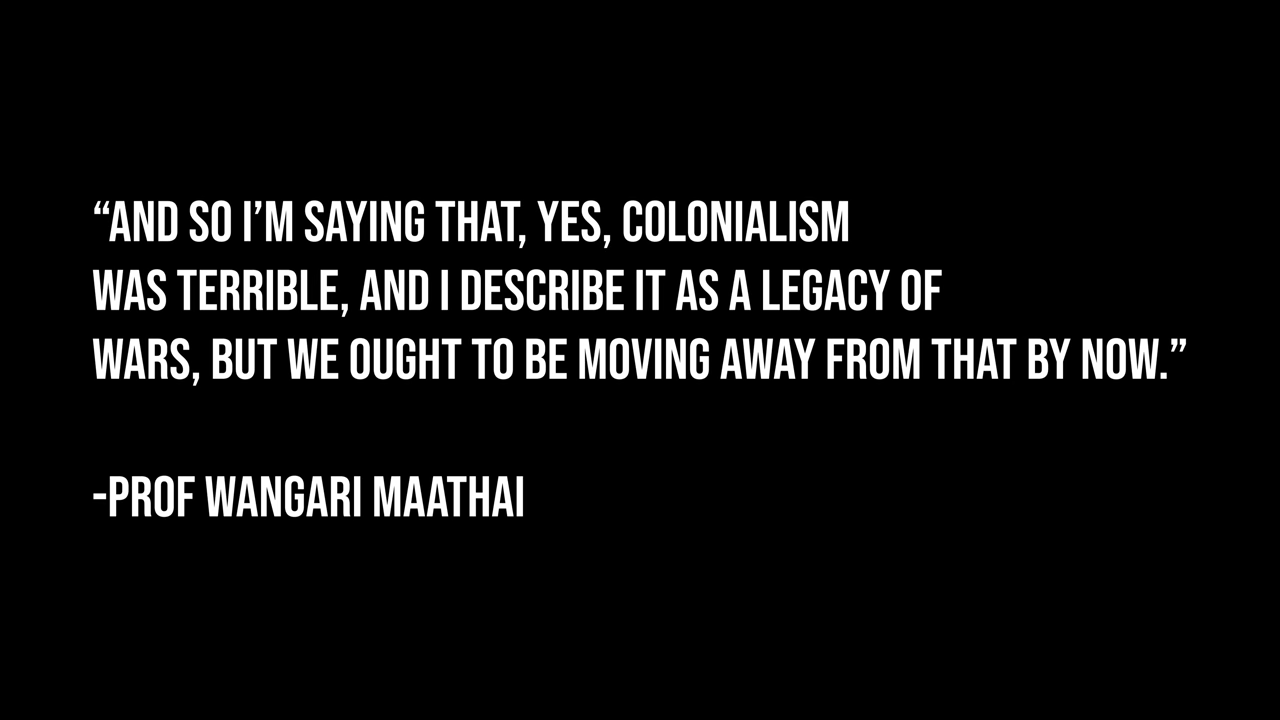 “AND SO I’M SAYING THAT, YES, COLONIALISM
WAS TERRIBLE, AND I DESCRIBE IT AS A LEGACY OF
WARS, BUT WE OUGHT TO BE MOVING AWAY FROM THAT BY NOW.”
-PROF WANGARI MAATHAI